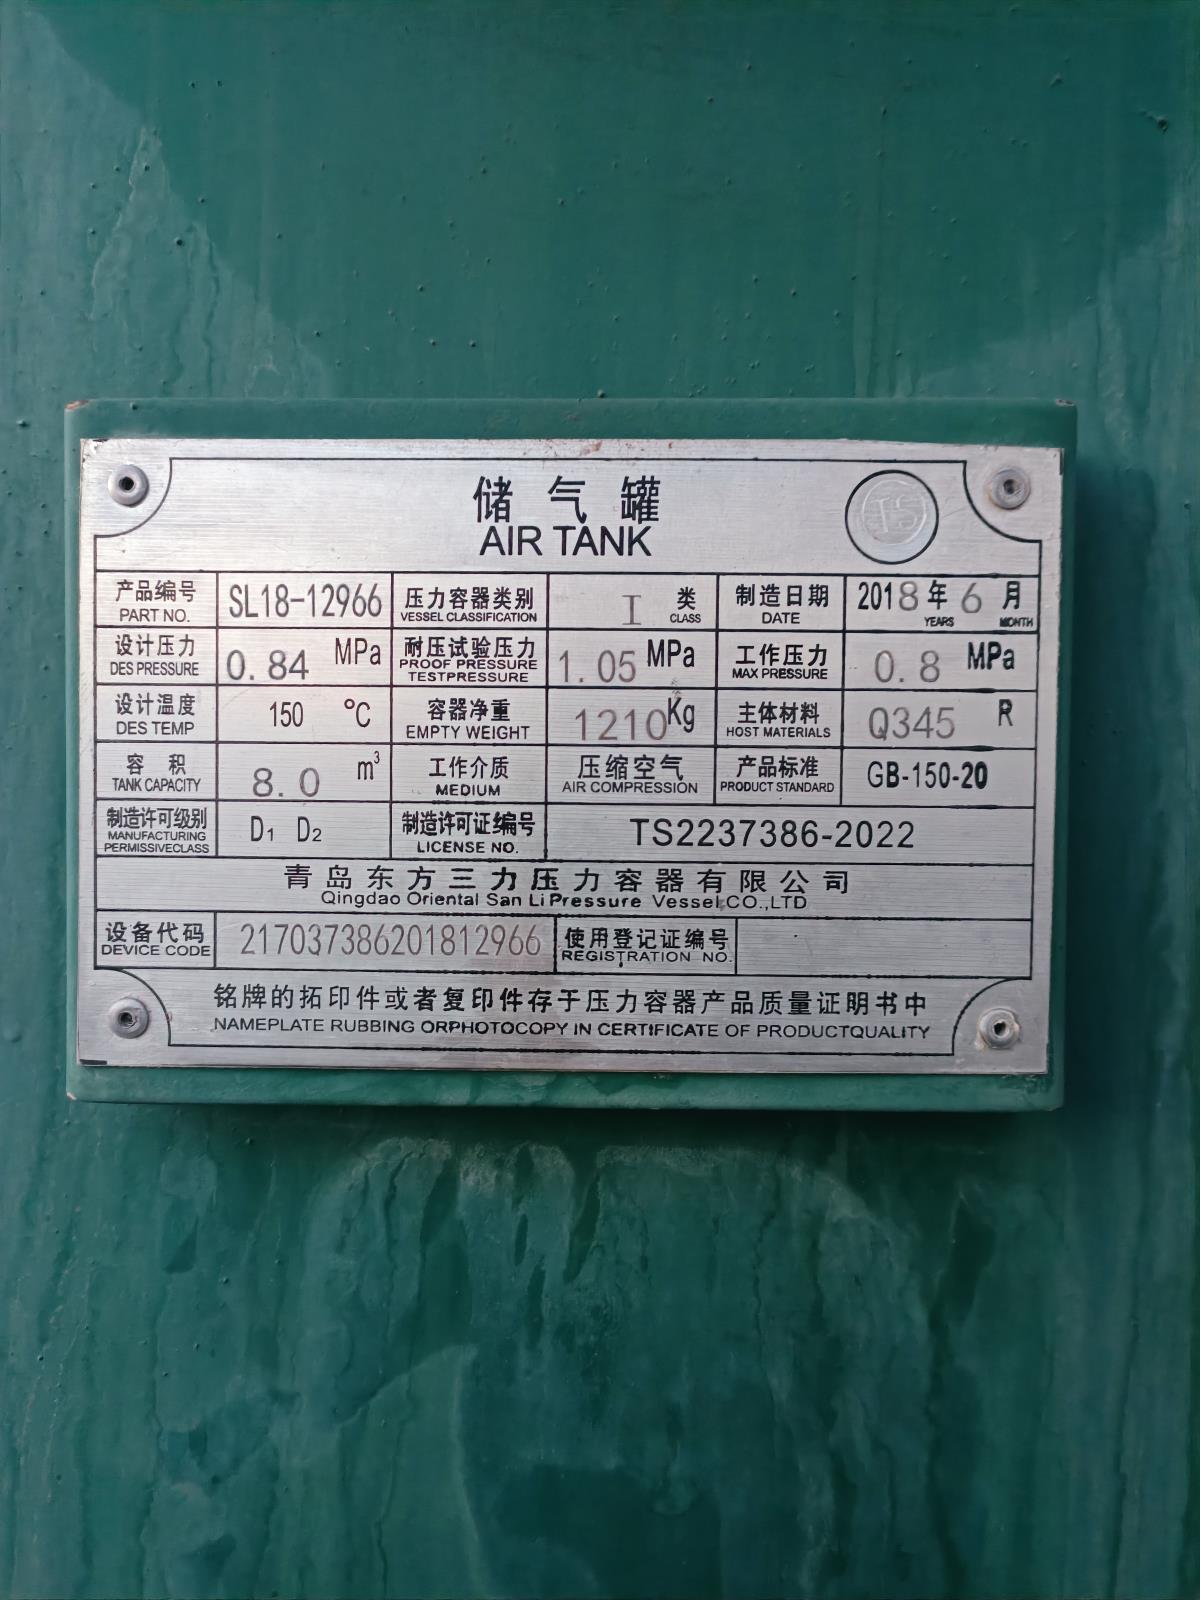 储气罐
AIR TANK
TS
产品编号 SL18-12966 压力容器类别 I 类 制造日期 2018年6月
PART NO. VESSEL CLASSIFICATION CLASS DATE YEARS MONTH
设计压力 0.84 MPa 耐压试验压力 1.05 MPa 工作压力 0.8 MPa
DES PRESSURE PROOF PRESSURE TESTPRESSURE MAX PRESSURE
设计温度 150 °C 容器净重 1210Kg 主体材料 Q345 R
DES TEMP EMPTY WEIGHT HOST MATERIALS
容积 8.0 m³ 工作介质 压缩空气 产品标准 GB-150-20
TANK CAPACITY MEDIUM AIR COMPRESSION PRODUCT STANDARD
制造许可级别 D1 D2 制造许可证编号 TS2237386-2022
MANUFACTURING PERMISSIVECLASS LICENSE NO.
青岛东方三力压力容器有限公司
Qingdao Oriental San Li Pressure Vessel,CO.,LTD
设备代码 217037386201812966 使用登记证编号
DEVICE CODE REGISTRATION NO.
铭牌的拓印件或者复印件存于压力容器产品质量证明书中
NAMEPLATE RUBBING ORPHOTOCOPY IN CERTIFICATE OF PRODUCTQUALITY